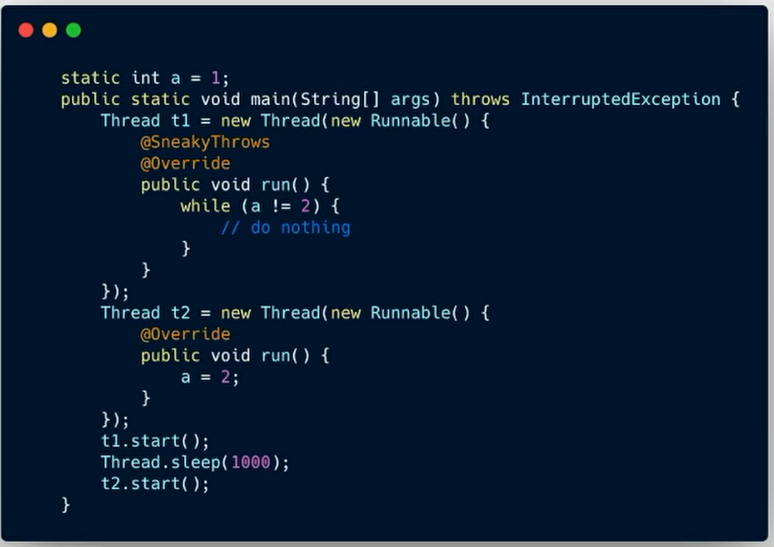 static int a = 1;
public static void main(String[] args) throws InterruptedException {
    Thread t1 = new Thread(new Runnable() {
        @SneakyThrows
        @Override
        public void run() {
            while (a != 2) {
                // do nothing
            }
        }
    });
    Thread t2 = new Thread(new Runnable() {
        @Override
        public void run() {
            a = 2;
        }
    });
    t1.start();
    Thread.sleep(1000);
    t2.start();
}